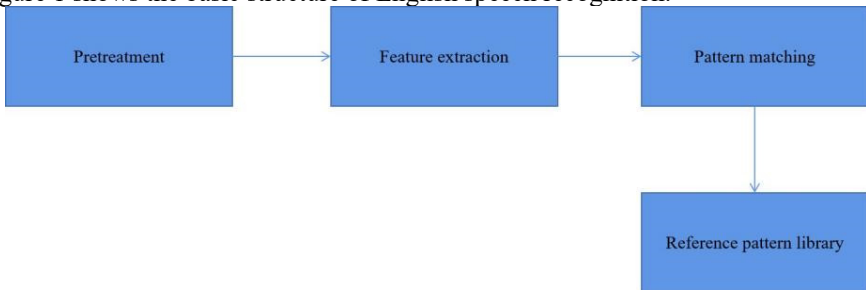 gure 1 shows the basic structure of English speech recognition.
Pretreatment
Feature extraction
Pattern matching
Reference pattern library